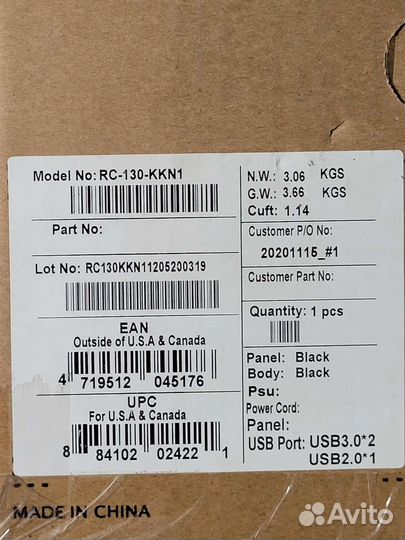 Model No: RC-130-KKN1
Part No:
Lot No: RC130KKN11205200319
EAN
Outside of U.S.A & Canada
4 719512 045176
UPC
For U.S.A & Canada
8 84102 02422 1
N.W.: 3.06 KGS
G.W.: 3.66 KGS
Cuft: 1.14
Customer P/O No:
20201115_#1
Customer Part No:
Quantity: 1 pcs
Panel: Black
Body: Black
Psu:
Power Cord:
Panel:
USB Port: USB3.0*2
USB2.0*1
MADE IN CHINA
Avito